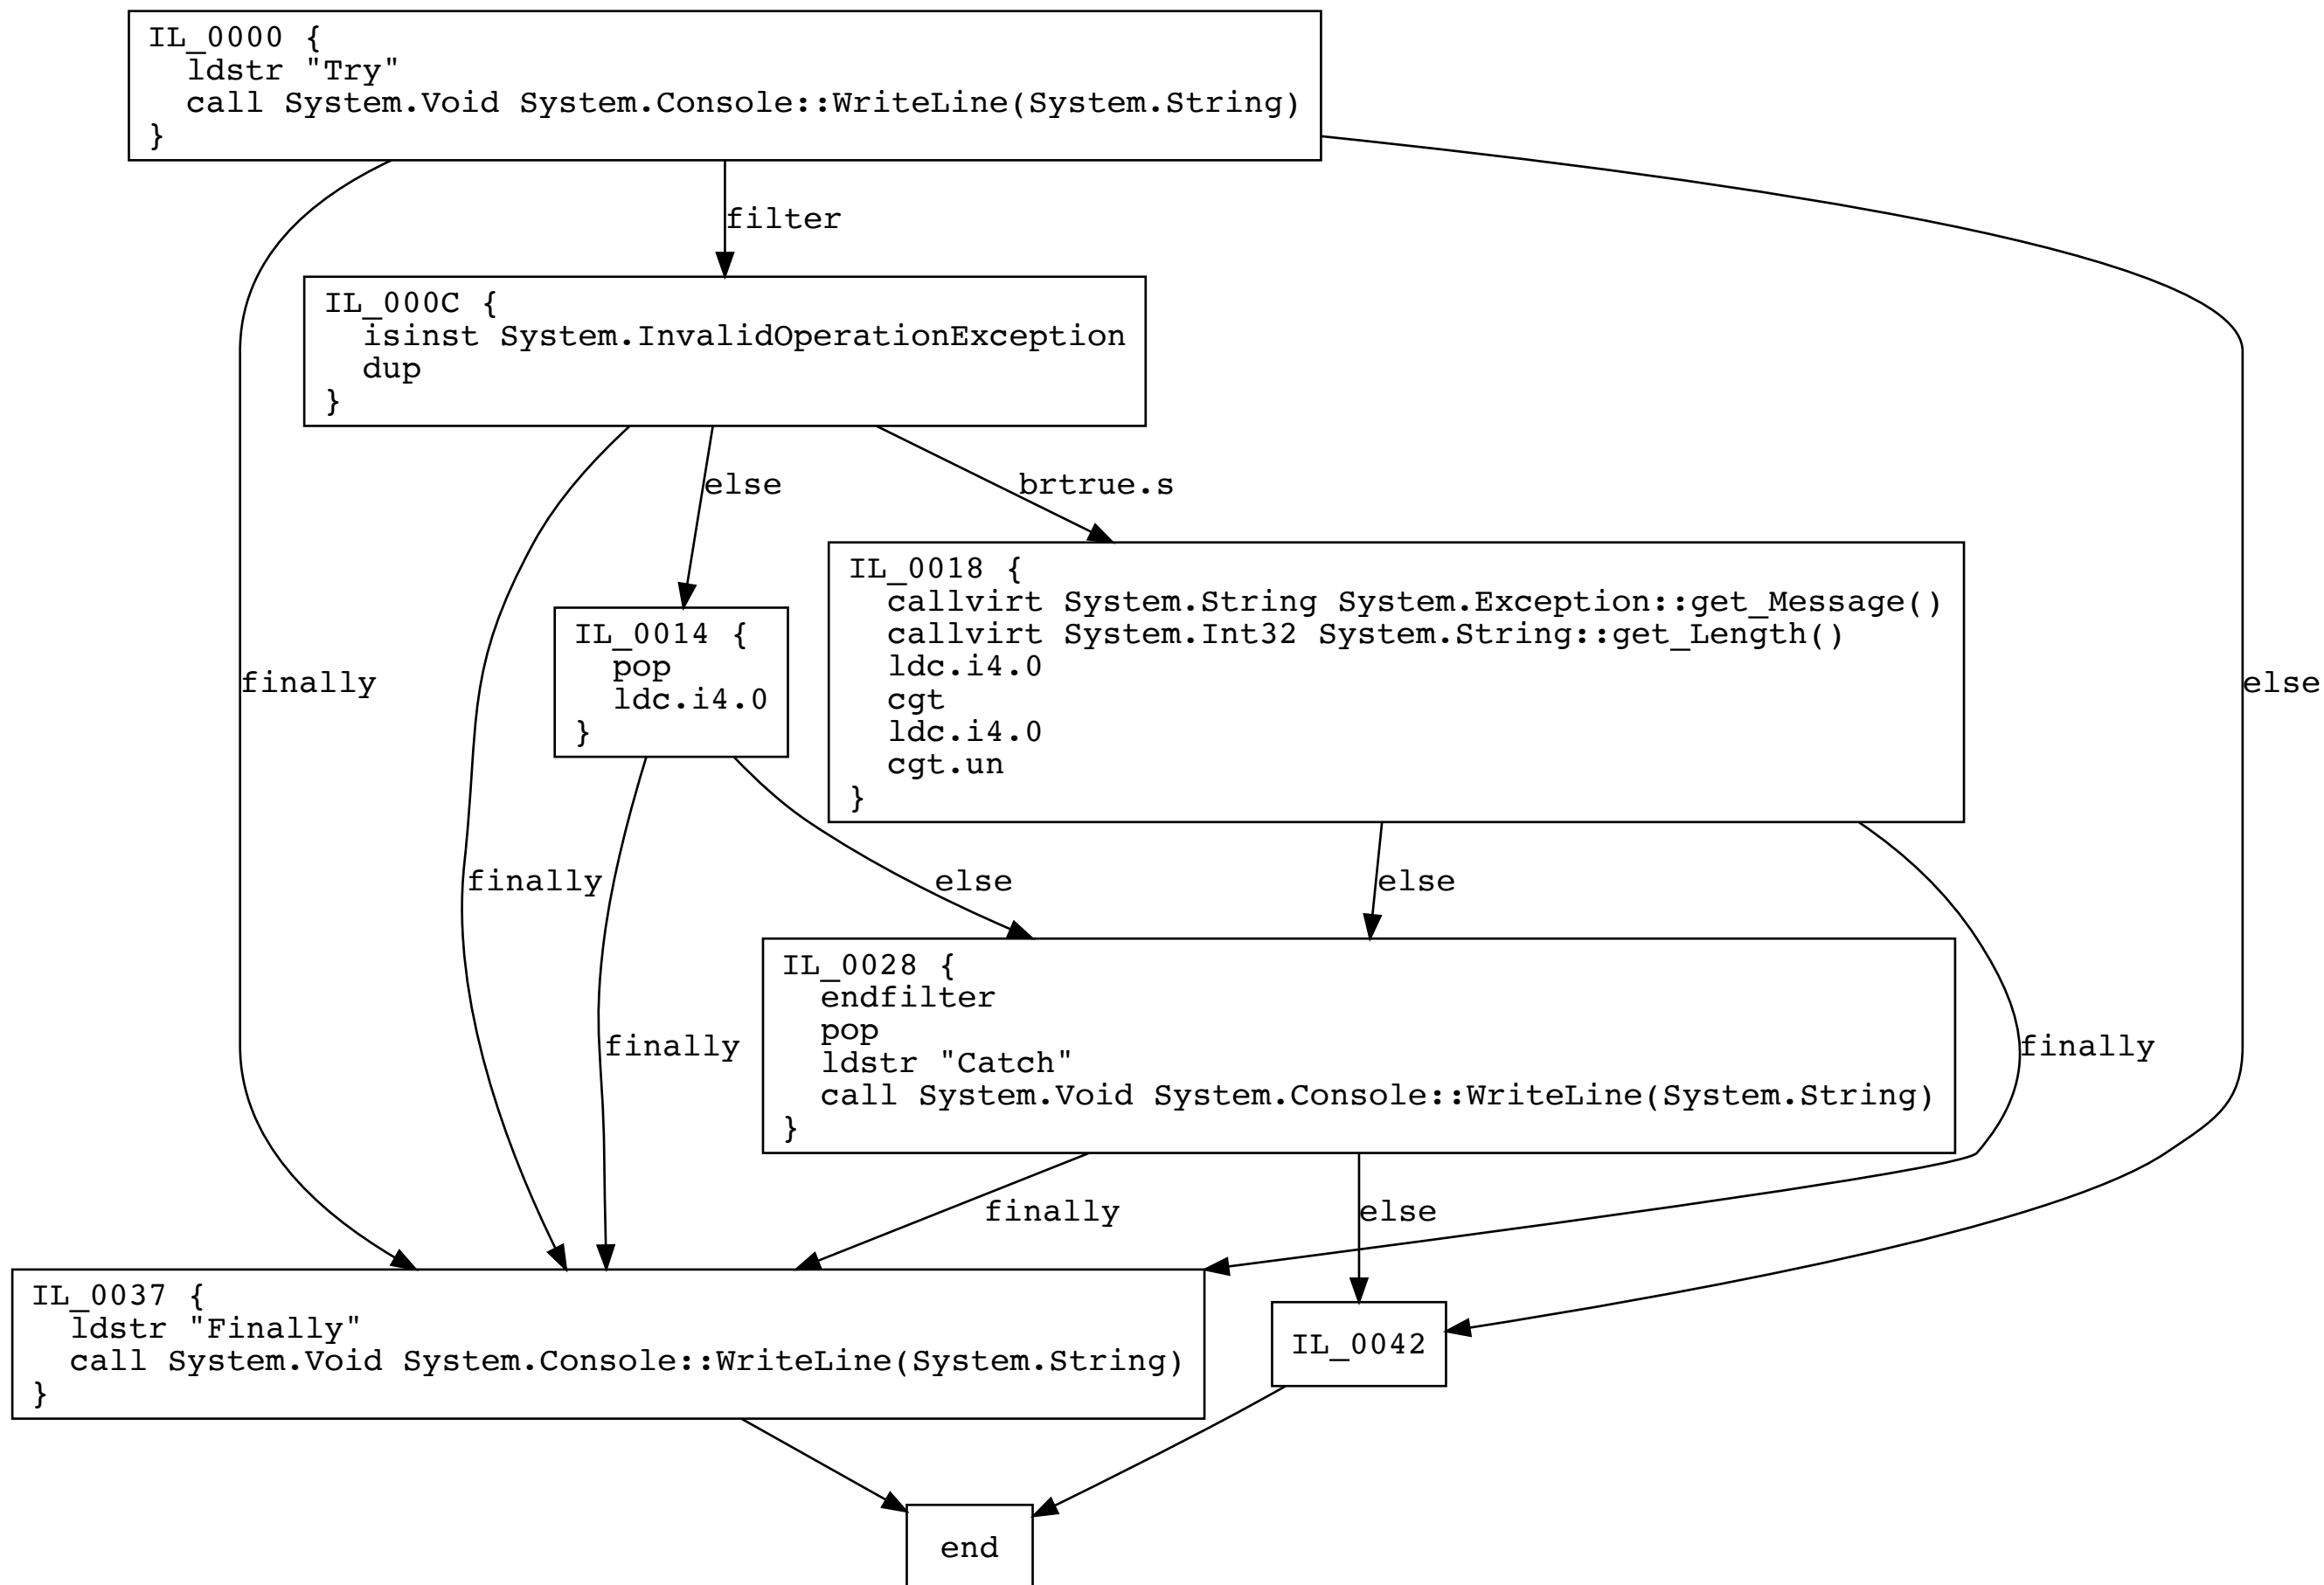 IL_0000 {
  ldstr "Try"
  call System.Void System.Console::WriteLine(System.String)
}
filter
IL_000C {
  isinst System.InvalidOperationException
  dup
}
else
brtrue.s
IL_0018 {
  callvirt System.String System.Exception::get_Message()
  callvirt System.Int32 System.String::get_Length()
  ldc.i4.0
  cgt
  ldc.i4.0
  cgt.un
}
IL_0014 {
  pop
  ldc.i4.0
}
finally
else
finally
else
else
IL_0028 {
  endfilter
  pop
  ldstr "Catch"
  call System.Void System.Console::WriteLine(System.String)
}
finally
finally
finally
else
IL_0037 {
  ldstr "Finally"
  call System.Void System.Console::WriteLine(System.String)
}
IL_0042
end